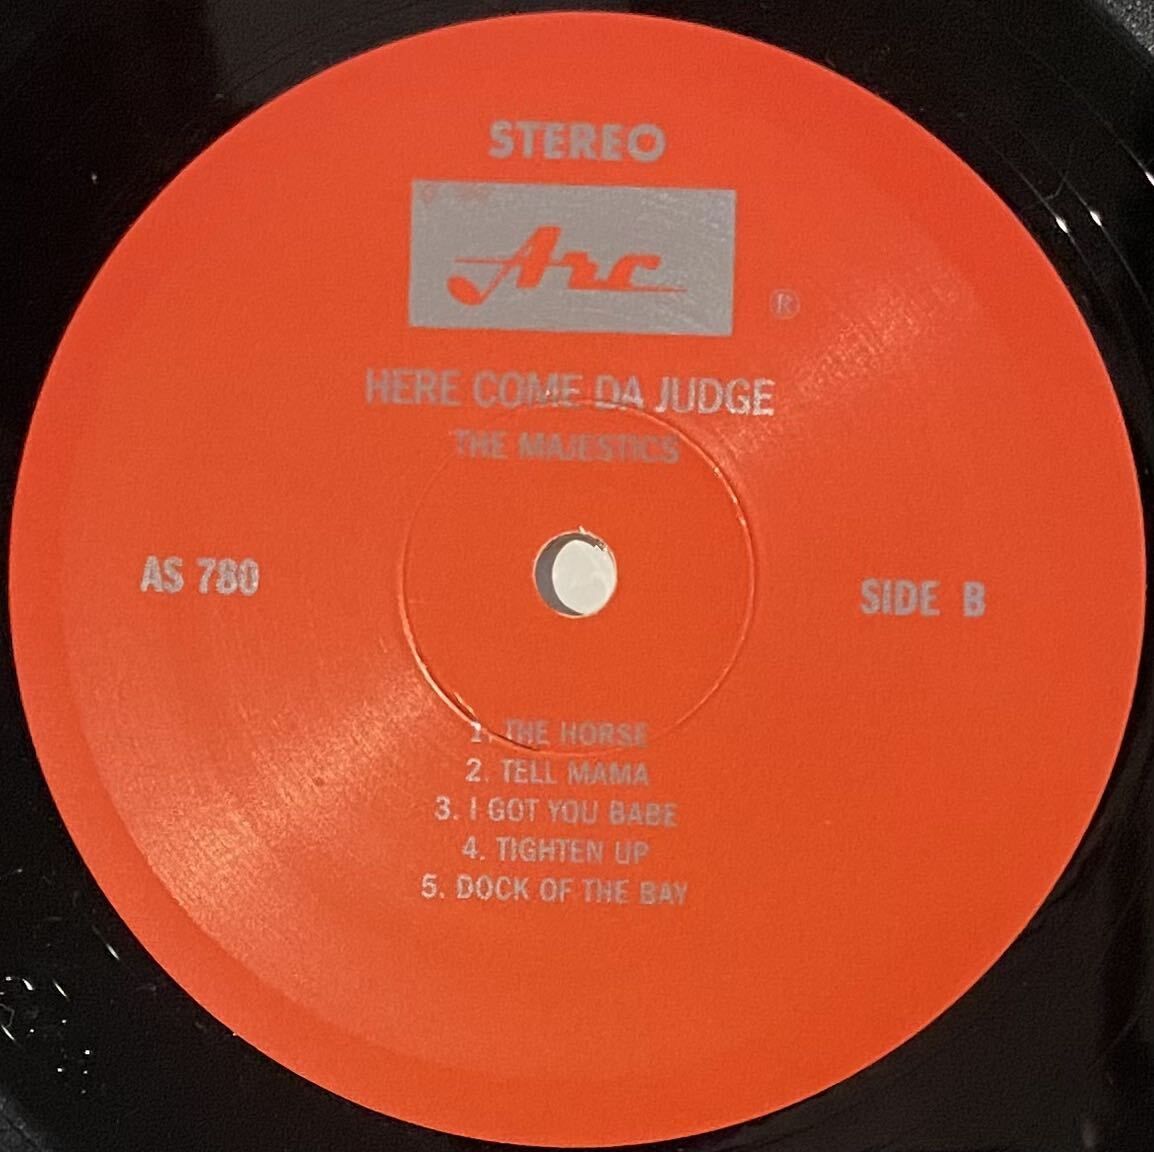 STEREO
Arc
®
HERE COME DA JUDGE
THE MAJESTICS
AS 780
SIDE B
1. THE HORSE
2. TELL MAMA
3. I GOT YOU BABE
4. TIGHTEN UP
5. DOCK OF THE BAY